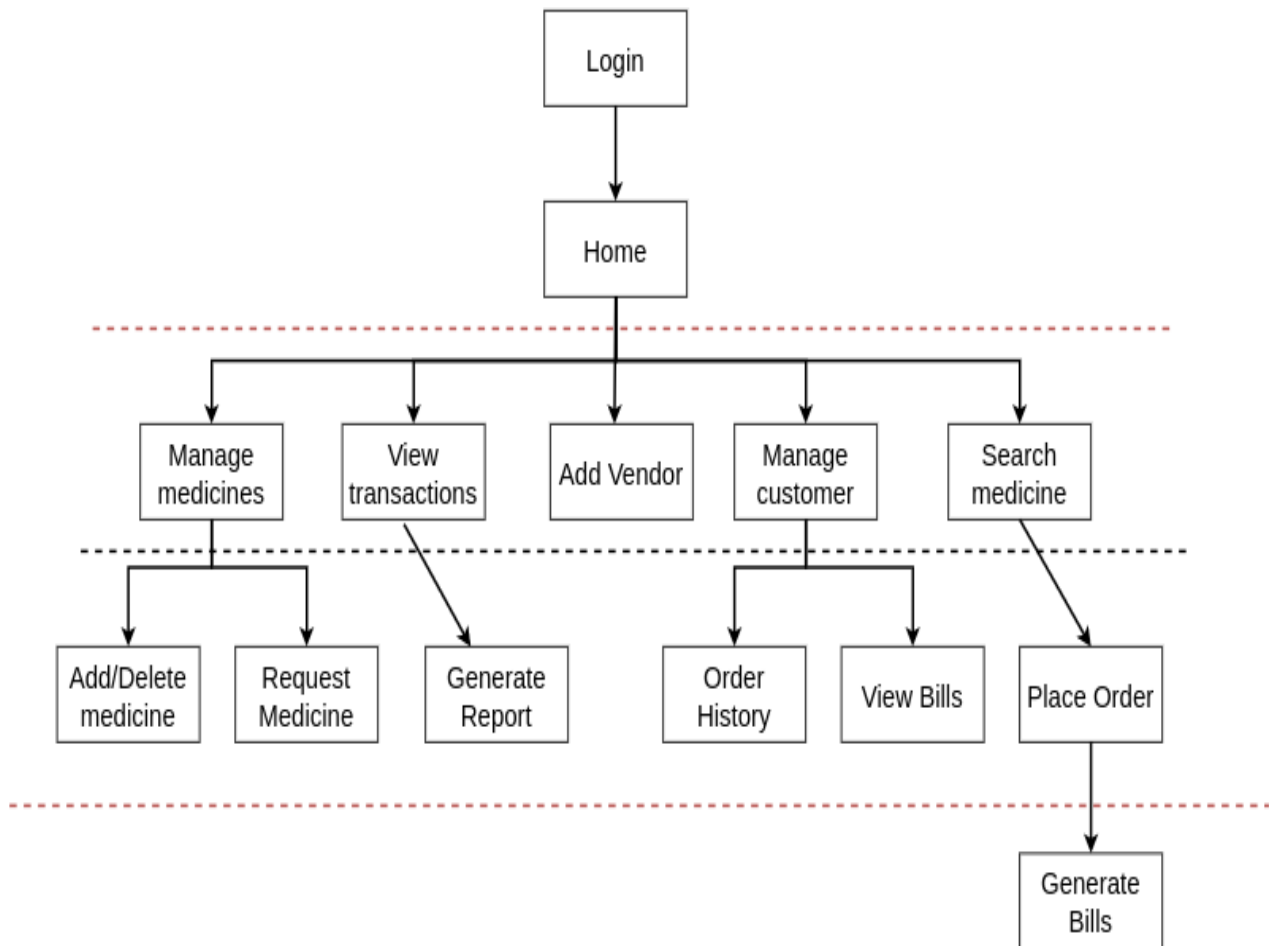 Login
Home
Manage
medicines
View
transactions
Add Vendor
Manage
customer
Search
medicine
Add/Delete
medicine
Request
Medicine
Generate
Report
Order
History
View Bills
Place Order
Generate
Bills